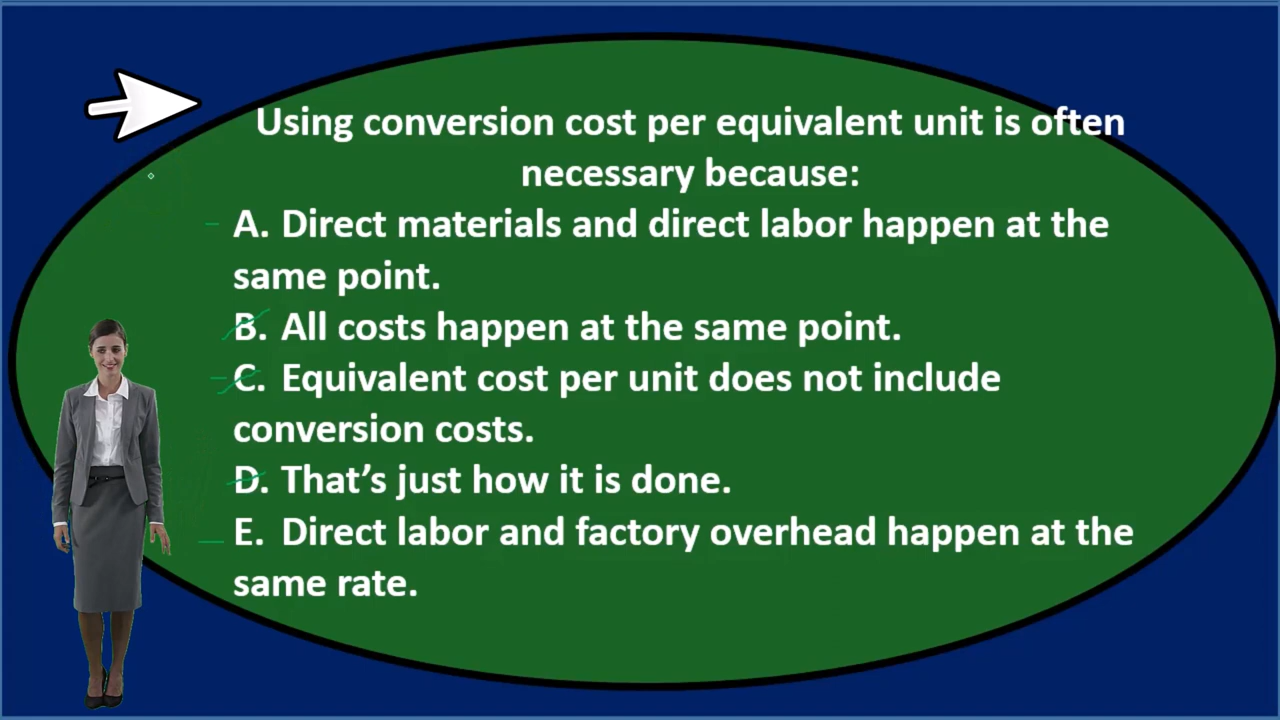 Using conversion cost per equivalent unit is often
necessary because:
A. Direct materials and direct labor happen at the
same point.
B. All costs happen at the same point.
C. Equivalent cost per unit does not include
conversion costs.
D. That’s just how it is done.
E. Direct labor and factory overhead happen at the
same rate.